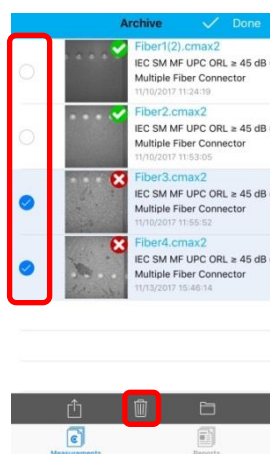 Archive
Done
Fiber1(2).cmax2
IEC SM MF UPC ORL ≥ 45 dB
Multiple Fiber Connector
11/10/2017 11:24:19
Fiber2.cmax2
IEC SM MF UPC ORL ≥ 45 dB
Multiple Fiber Connector
11/10/2017 11:53:05
Fiber3.cmax2
IEC SM MF UPC ORL ≥ 45 dB
Multiple Fiber Connector
11/10/2017 11:55:52
Fiber4.cmax2
IEC SM MF UPC ORL ≥ 45 dB
Multiple Fiber Connector
11/13/2017 15:46:14
Measurements
Reports